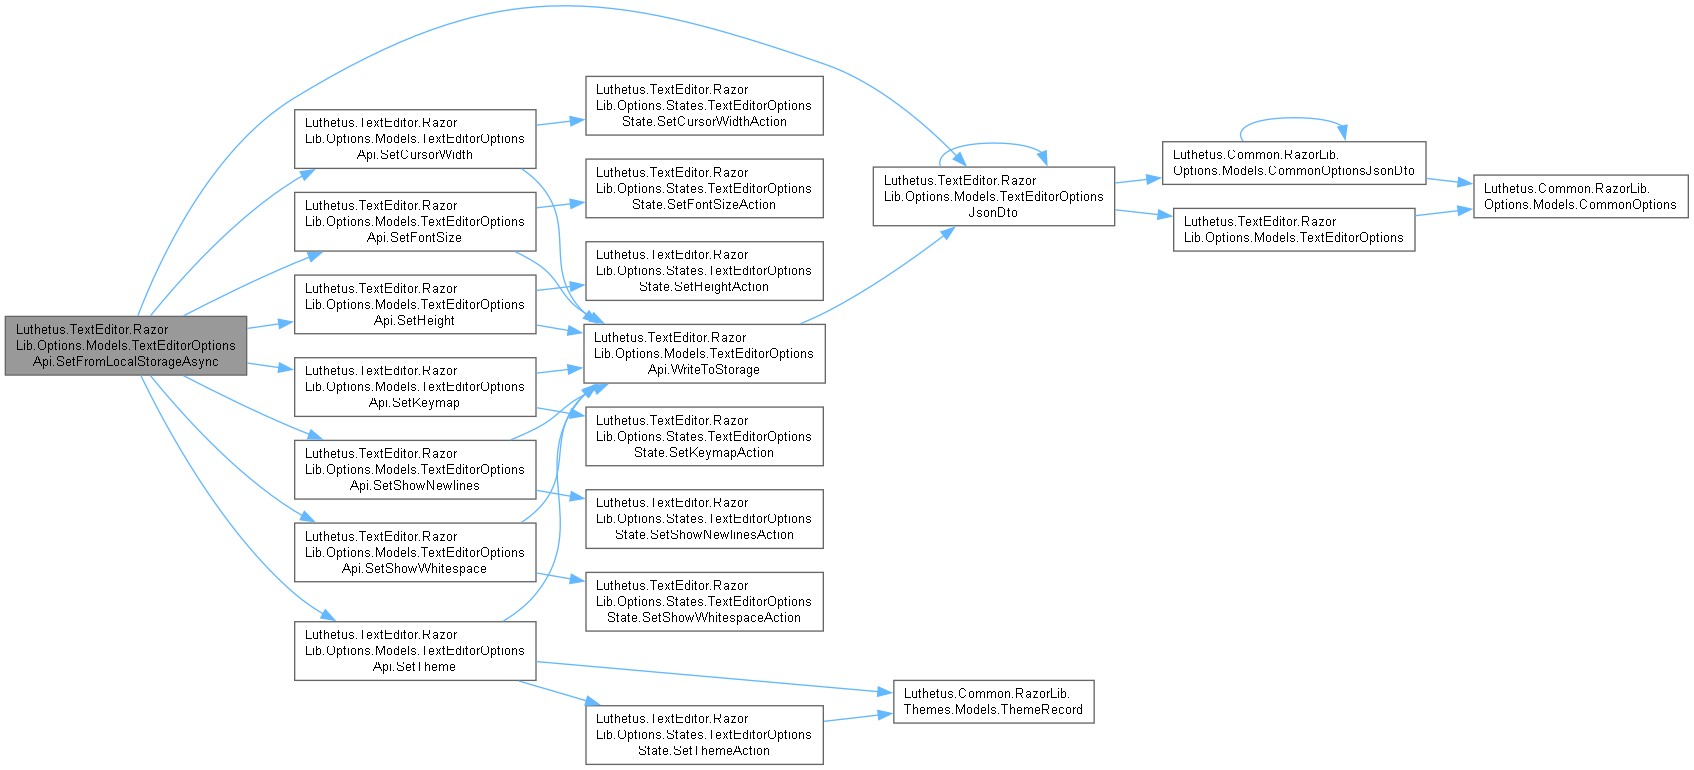 Luthetus.TextEditor.Razor
Lib.Options.Models.TextEditorOptions
Api.SetFromLocalStorageAsync
Luthetus.TextEditor.Razor
Lib.Options.Models.TextEditorOptions
Api.SetCursorWidth
Luthetus.TextEditor.Razor
Lib.Options.Models.TextEditorOptions
Api.SetFontSize
Luthetus.TextEditor.Razor
Lib.Options.Models.TextEditorOptions
Api.SetHeight
Luthetus.TextEditor.Razor
Lib.Options.Models.TextEditorOptions
Api.SetKeymap
Luthetus.TextEditor.Razor
Lib.Options.Models.TextEditorOptions
Api.SetShowNewlines
Luthetus.TextEditor.Razor
Lib.Options.Models.TextEditorOptions
Api.SetShowWhitespace
Luthetus.TextEditor.Razor
Lib.Options.Models.TextEditorOptions
Api.SetTheme
Luthetus.TextEditor.Razor
Lib.Options.States.TextEditorOptions
State.SetCursorWidthAction
Luthetus.TextEditor.Razor
Lib.Options.States.TextEditorOptions
State.SetFontSizeAction
Luthetus.TextEditor.Razor
Lib.Options.States.TextEditorOptions
State.SetHeightAction
Luthetus.TextEditor.Razor
Lib.Options.Models.TextEditorOptions
Api.WriteToStorage
Luthetus.TextEditor.Razor
Lib.Options.States.TextEditorOptions
State.SetKeymapAction
Luthetus.TextEditor.Razor
Lib.Options.States.TextEditorOptions
State.SetShowNewlinesAction
Luthetus.TextEditor.Razor
Lib.Options.States.TextEditorOptions
State.SetShowWhitespaceAction
Luthetus.TextEditor.Razor
Lib.Options.States.TextEditorOptions
State.SetThemeAction
Luthetus.TextEditor.Razor
Lib.Options.Models.TextEditorOptions
JsonDto
Luthetus.Common.RazorLib.
Themes.Models.ThemeRecord
Luthetus.Common.RazorLib.
Options.Models.CommonOptionsJsonDto
Luthetus.TextEditor.Razor
Lib.Options.Models.TextEditorOptions
Luthetus.Common.RazorLib.
Options.Models.CommonOptions